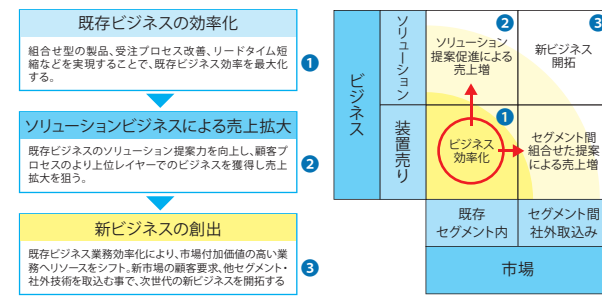 既存ビジネスの効率化
組合せ型の製品、受注プロセス改善、リードタイム短
縮などを実現することで、既存ビジネス効率を最大化
する。
1
ソリューションビジネスによる売上拡大
既存ビジネスのソリューション提案力を向上し、顧客プ
ロセスのより上位レイヤーでのビジネスを獲得し売上
拡大を狙う。
2
新ビジネスの創出
既存ビジネス業務効率化により、市場付加価値の高い業
務へリソースをシフト。新市場の顧客要求、他セグメント・
社外技術を取込む事で、次世代の新ビジネスを開拓する
3
ビジネス
ソリューション
装置売り
2
ソリューション
提案促進による
売上増
3
新ビジネス
開拓
1
ビジネス
効率化
セグメント間
組合せた提案
による売上増
既存
セグメント内
セグメント間
社外取込み
市場